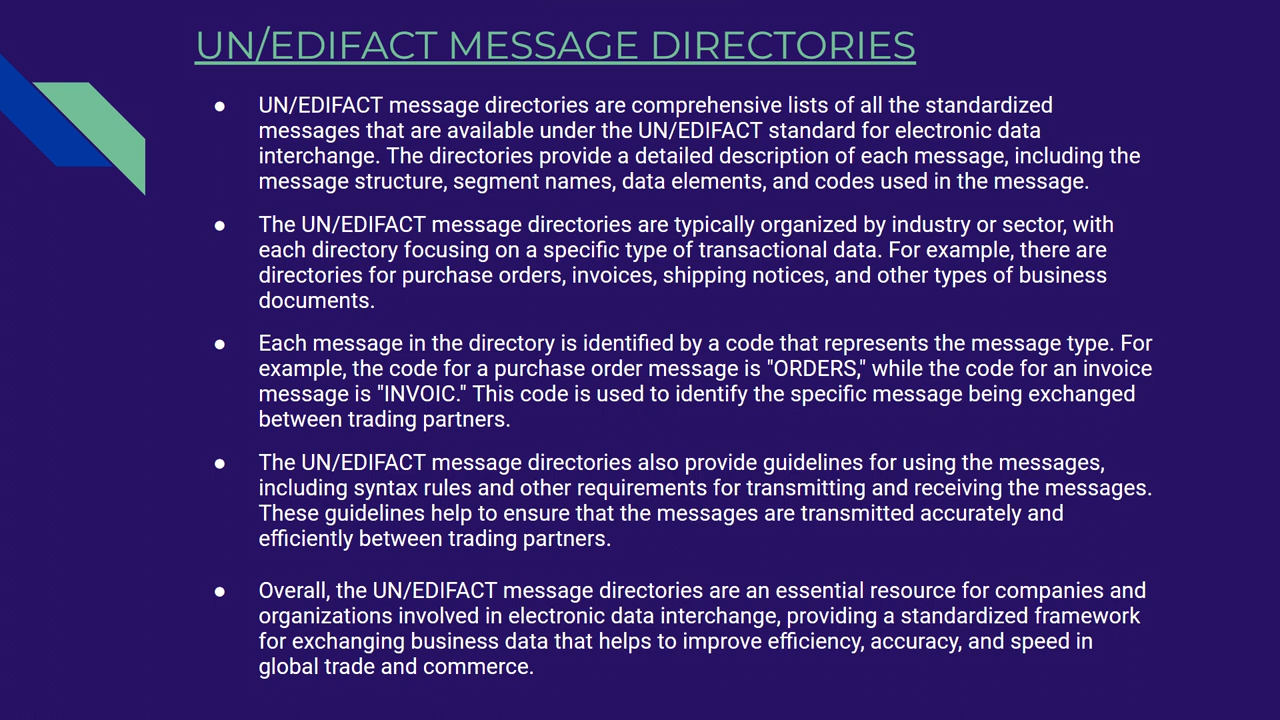 UN/EDIFACT MESSAGE DIRECTORIES
● UN/EDIFACT message directories are comprehensive lists of all the standardized
messages that are available under the UN/EDIFACT standard for electronic data
interchange. The directories provide a detailed description of each message, including the
message structure, segment names, data elements, and codes used in the message.
● The UN/EDIFACT message directories are typically organized by industry or sector, with
each directory focusing on a specific type of transactional data. For example, there are
directories for purchase orders, invoices, shipping notices, and other types of business
documents.
● Each message in the directory is identified by a code that represents the message type. For
example, the code for a purchase order message is "ORDERS," while the code for an invoice
message is "INVOIC." This code is used to identify the specific message being exchanged
between trading partners.
● The UN/EDIFACT message directories also provide guidelines for using the messages,
including syntax rules and other requirements for transmitting and receiving the messages.
These guidelines help to ensure that the messages are transmitted accurately and
efficiently between trading partners.
● Overall, the UN/EDIFACT message directories are an essential resource for companies and
organizations involved in electronic data interchange, providing a standardized framework
for exchanging business data that helps to improve efficiency, accuracy, and speed in
global trade and commerce.